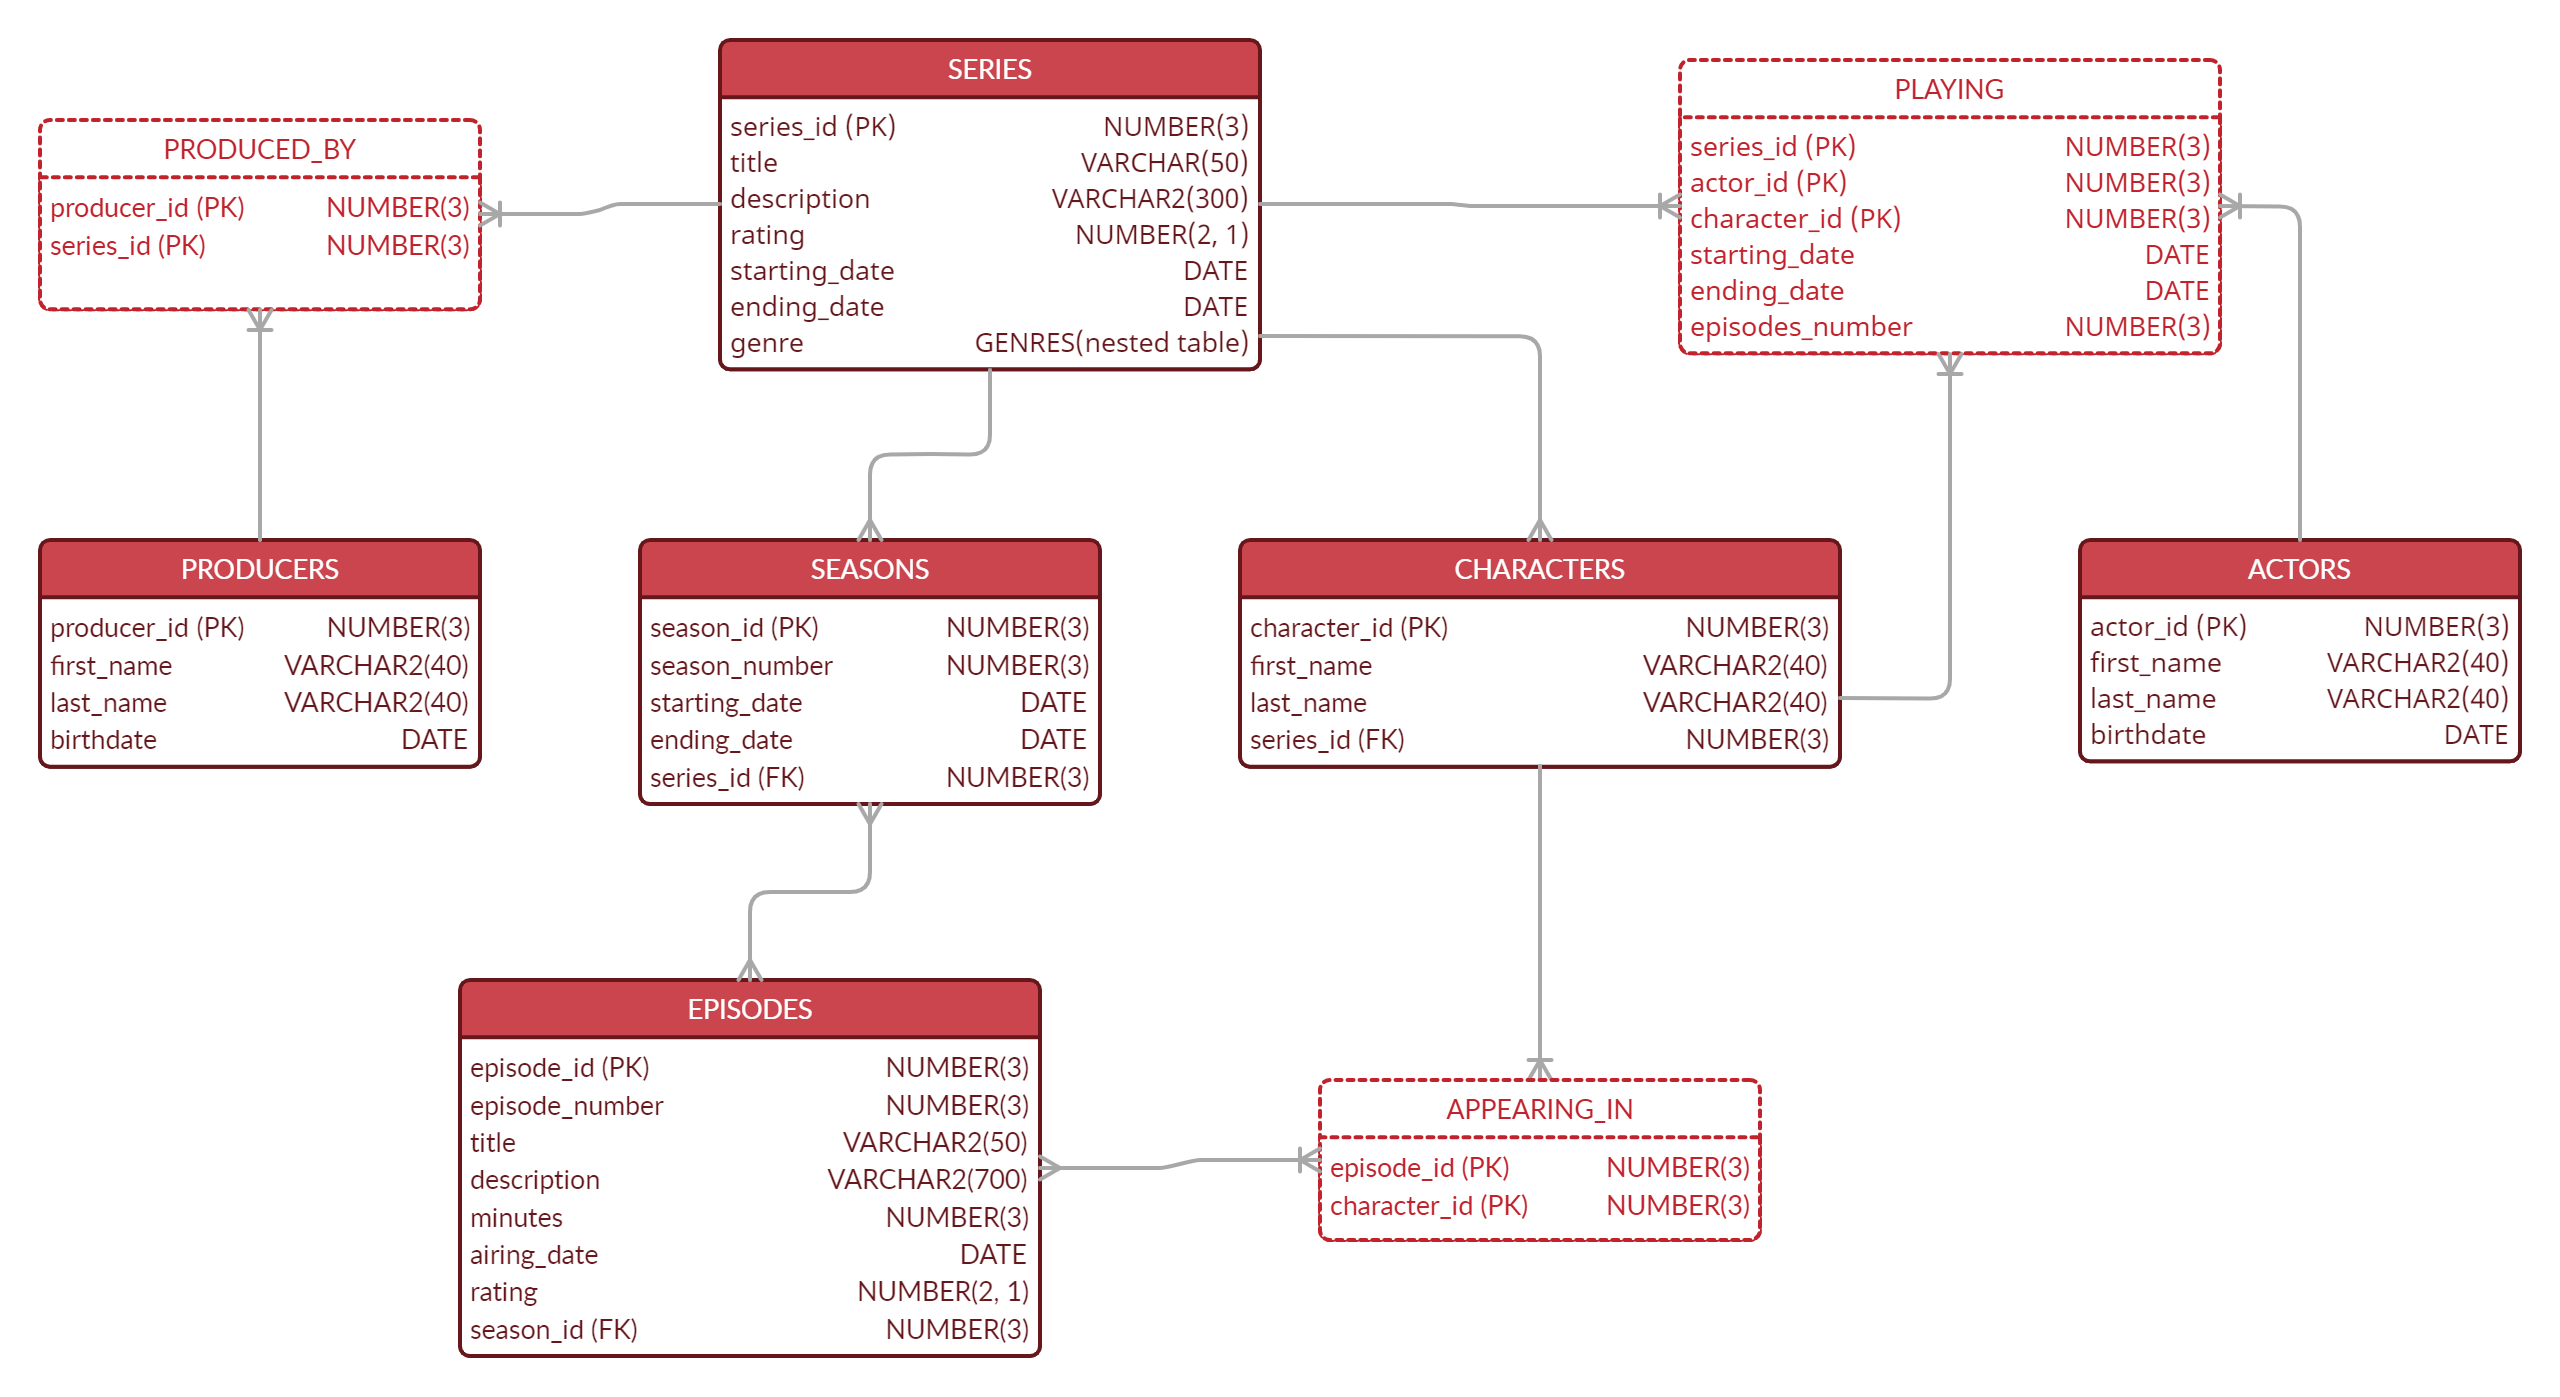 SERIES
series_id (PK) NUMBER(3)
title VARCHAR(50)
description VARCHAR2(300)
rating NUMBER(2, 1)
starting_date DATE
ending_date DATE
genre GENRES(nested table)
PLAYING
series_id (PK) NUMBER(3)
actor_id (PK) NUMBER(3)
character_id (PK) NUMBER(3)
starting_date DATE
ending_date DATE
episodes_number NUMBER(3)
PRODUCED_BY
producer_id (PK) NUMBER(3)
series_id (PK) NUMBER(3)
PRODUCERS
producer_id (PK) NUMBER(3)
first_name VARCHAR2(40)
last_name VARCHAR2(40)
birthdate DATE
SEASONS
season_id (PK) NUMBER(3)
season_number NUMBER(3)
starting_date DATE
ending_date DATE
series_id (FK) NUMBER(3)
CHARACTERS
character_id (PK) NUMBER(3)
first_name VARCHAR2(40)
last_name VARCHAR2(40)
series_id (FK) NUMBER(3)
ACTORS
actor_id (PK) NUMBER(3)
first_name VARCHAR2(40)
last_name VARCHAR2(40)
birthdate DATE
EPISODES
episode_id (PK) NUMBER(3)
episode_number NUMBER(3)
title VARCHAR2(50)
description VARCHAR2(700)
minutes NUMBER(3)
airing_date DATE
rating NUMBER(2, 1)
season_id (FK) NUMBER(3)
APPEARING_IN
episode_id (PK) NUMBER(3)
character_id (PK) NUMBER(3)